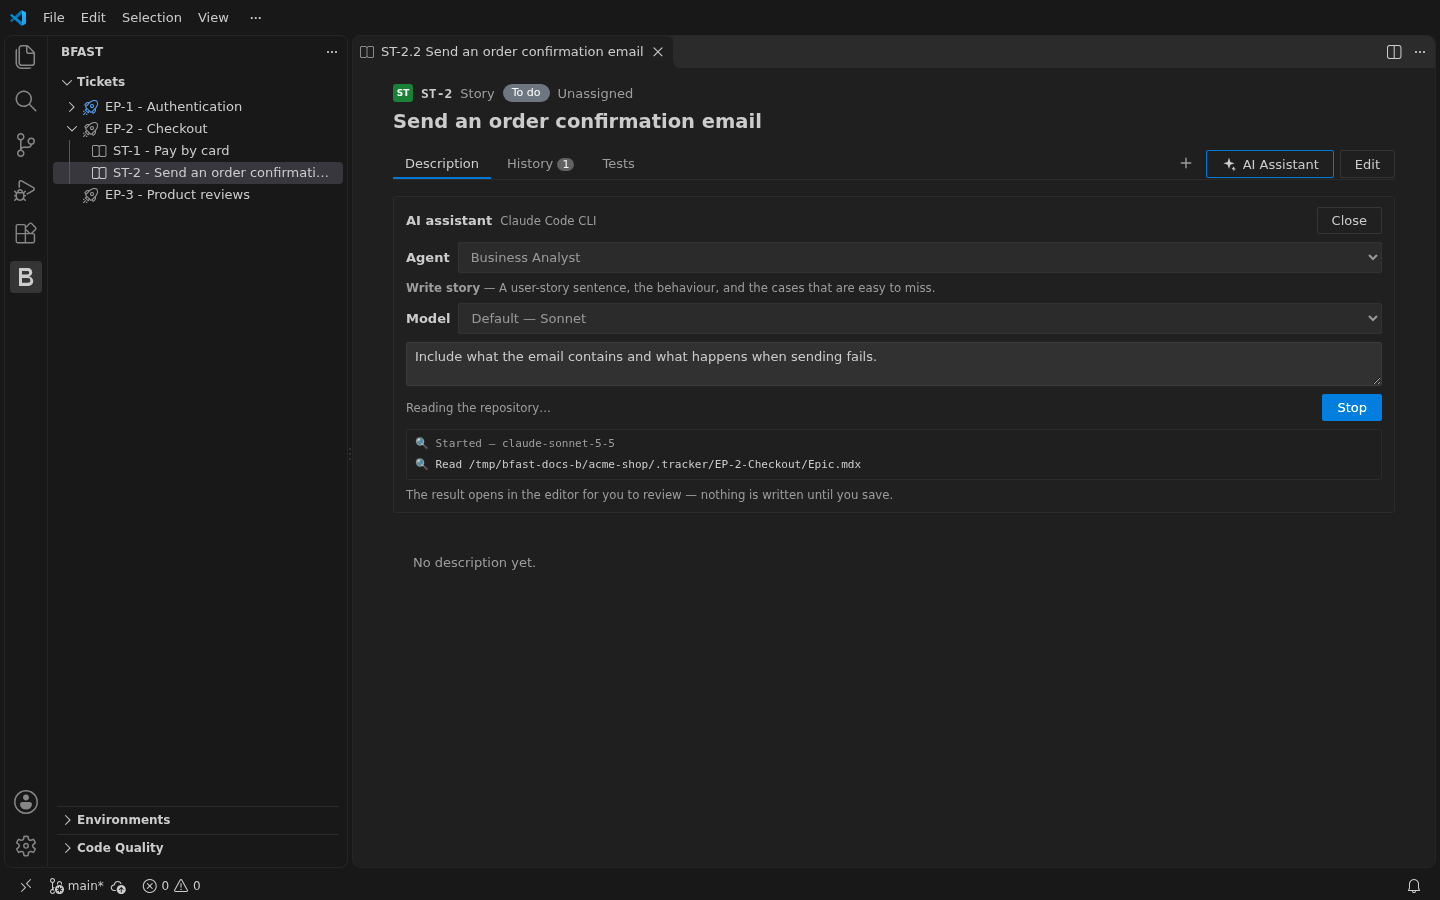 File Edit Selection View ···
BFAST ···
Tickets
EP-1 - Authentication
EP-2 - Checkout
ST-1 - Pay by card
ST-2 - Send an order confirmati...
EP-3 - Product reviews
Environments
Code Quality
ST-2.2 Send an order confirmation email
ST ST-2 Story To do Unassigned
Send an order confirmation email
Description History 1 Tests + AI Assistant Edit
AI assistant Claude Code CLI Close
Agent Business Analyst
Write story — A user-story sentence, the behaviour, and the cases that are easy to miss.
Model Default — Sonnet
Include what the email contains and what happens when sending fails.
Reading the repository… Stop
Started — claude-sonnet-5-5
Read /tmp/bfast-docs-b/acme-shop/.tracker/EP-2-Checkout/Epic.mdx
The result opens in the editor for you to review — nothing is written until you save.
No description yet.
main* 0 0